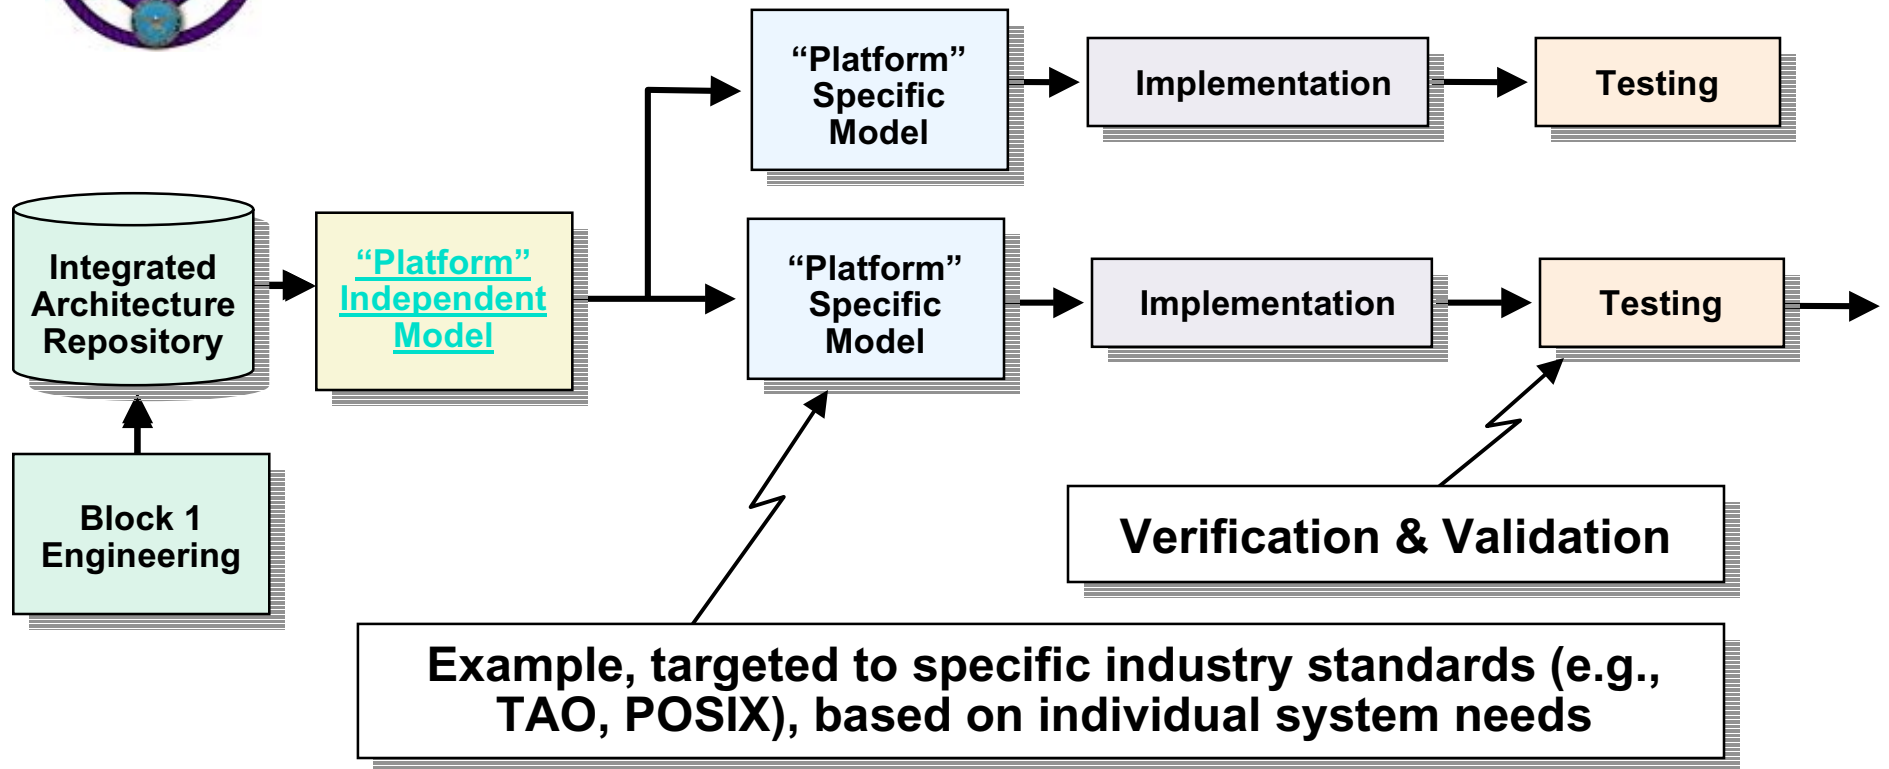 “Platform”
Specific
Model
Implementation
Testing
Integrated
Architecture
Repository
“Platform”
Independent
Model
“Platform”
Specific
Model
Implementation
Testing
Block 1
Engineering
Verification & Validation
Example, targeted to specific industry standards (e.g.,
TAO, POSIX), based on individual system needs